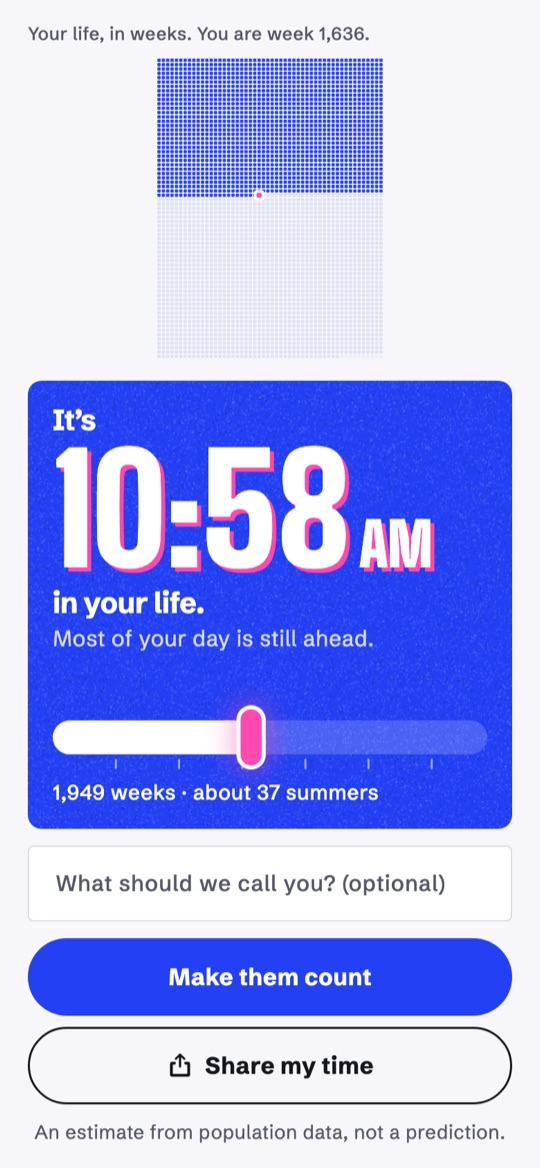 Your life, in weeks. You are week 1,636.
It’s
10:58 AM
in your life.
Most of your day is still ahead.
1,949 weeks · about 37 summers
What should we call you? (optional)
Make them count
Share my time
An estimate from population data, not a prediction.